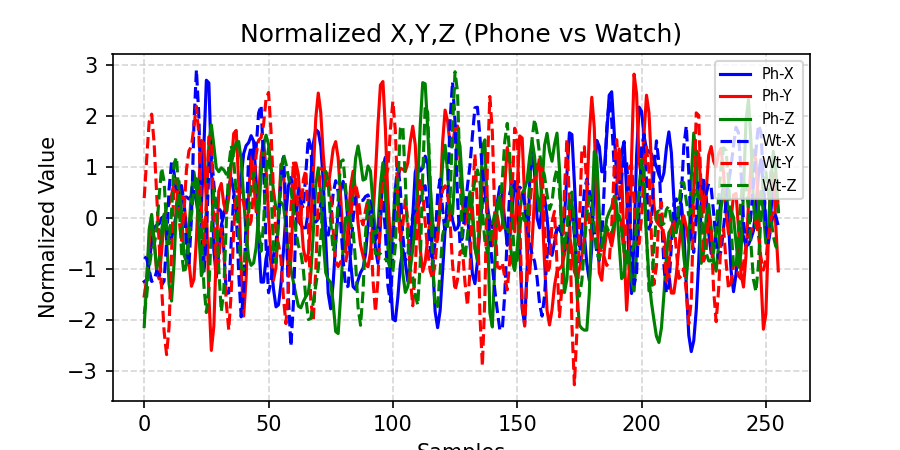 Normalized X,Y,Z (Phone vs Watch)
Normalized Value
3
2
1
0
−1
−2
−3
0 50 100 150 200 250
Samples
Ph-X
Ph-Y
Ph-Z
Wt-X
Wt-Y
Wt-Z